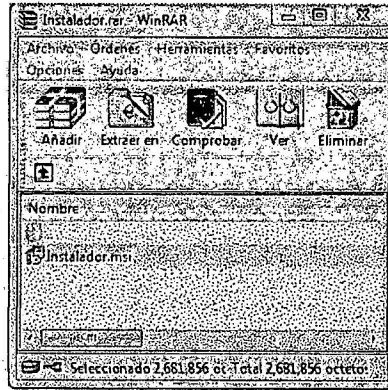 Instalador.rar - WinRAR
Archivo Órdenes Herramientas Favoritos
Opciones Ayuda
Añadir Extraer en Comprobar Ver Eliminar
Nombre
Instalador.msi
Seleccionado 2,681,856 oc Total 2,681,856 octetos